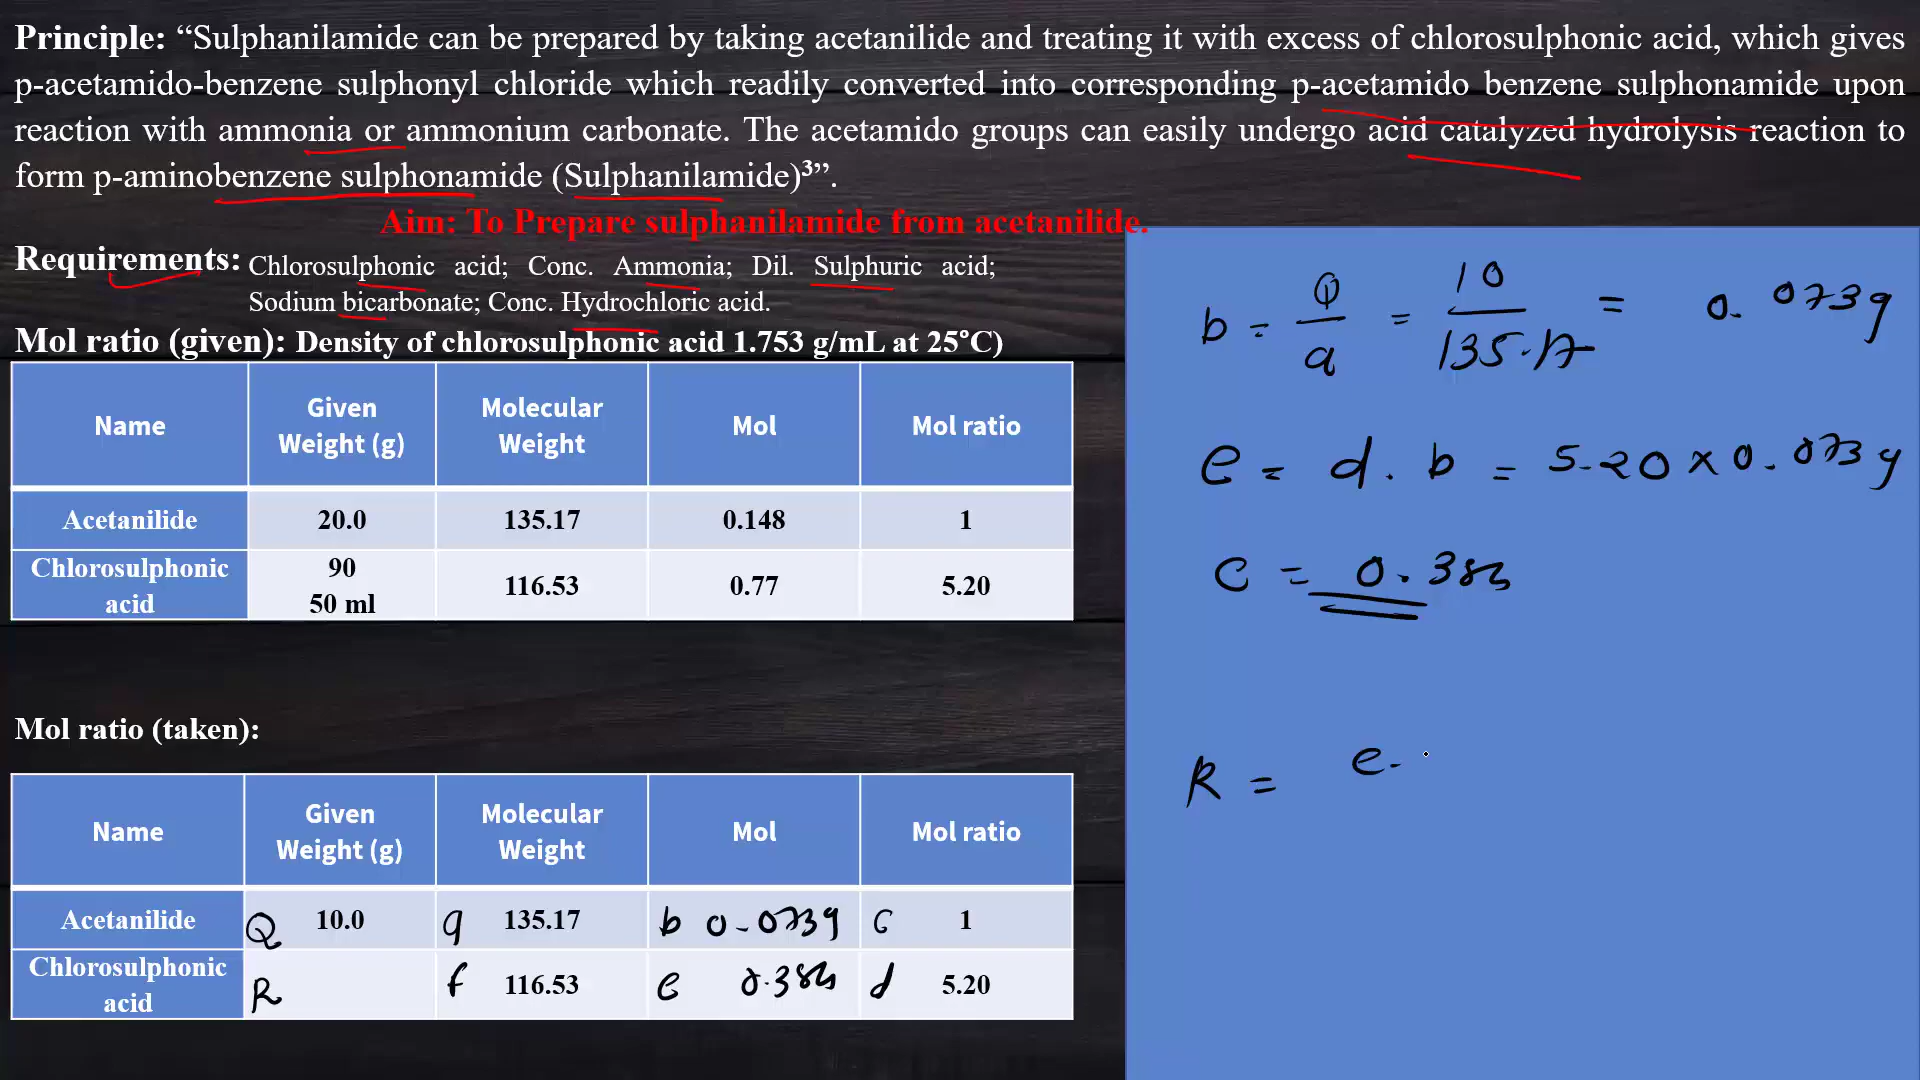 Principle: “Sulphanilamide can be prepared by taking acetanilide and treating it with excess of chlorosulphonic acid, which gives
p-acetamido-benzene sulphonyl chloride which readily converted into corresponding p-acetamido benzene sulphonamide upon
reaction with ammonia or ammonium carbonate. The acetamido groups can easily undergo acid catalyzed hydrolysis reaction to
form p-aminobenzene sulphonamide (Sulphanilamide)³”.
Aim: To Prepare sulphanilamide from acetanilide.
Requirements: Chlorosulphonic acid; Conc. Ammonia; Dil. Sulphuric acid;
Sodium bicarbonate; Conc. Hydrochloric acid.
Mol ratio (given): Density of chlorosulphonic acid 1.753 g/mL at 25°C)
Name Given Weight (g) Molecular Weight Mol Mol ratio
Acetanilide 20.0 135.17 0.148 1
Chlorosulphonic acid 90 50 ml 116.53 0.77 5.20
Mol ratio (taken):
Name Given Weight (g) Molecular Weight Mol Mol ratio
Acetanilide Q 10.0 a 135.17 b 0.0739 c 1
Chlorosulphonic acid R f 116.53 e d 5.20
b = Q/a = 10/135.17 = 0.0739
e = d . b = 5.20 x 0.0739
e =
R = e.